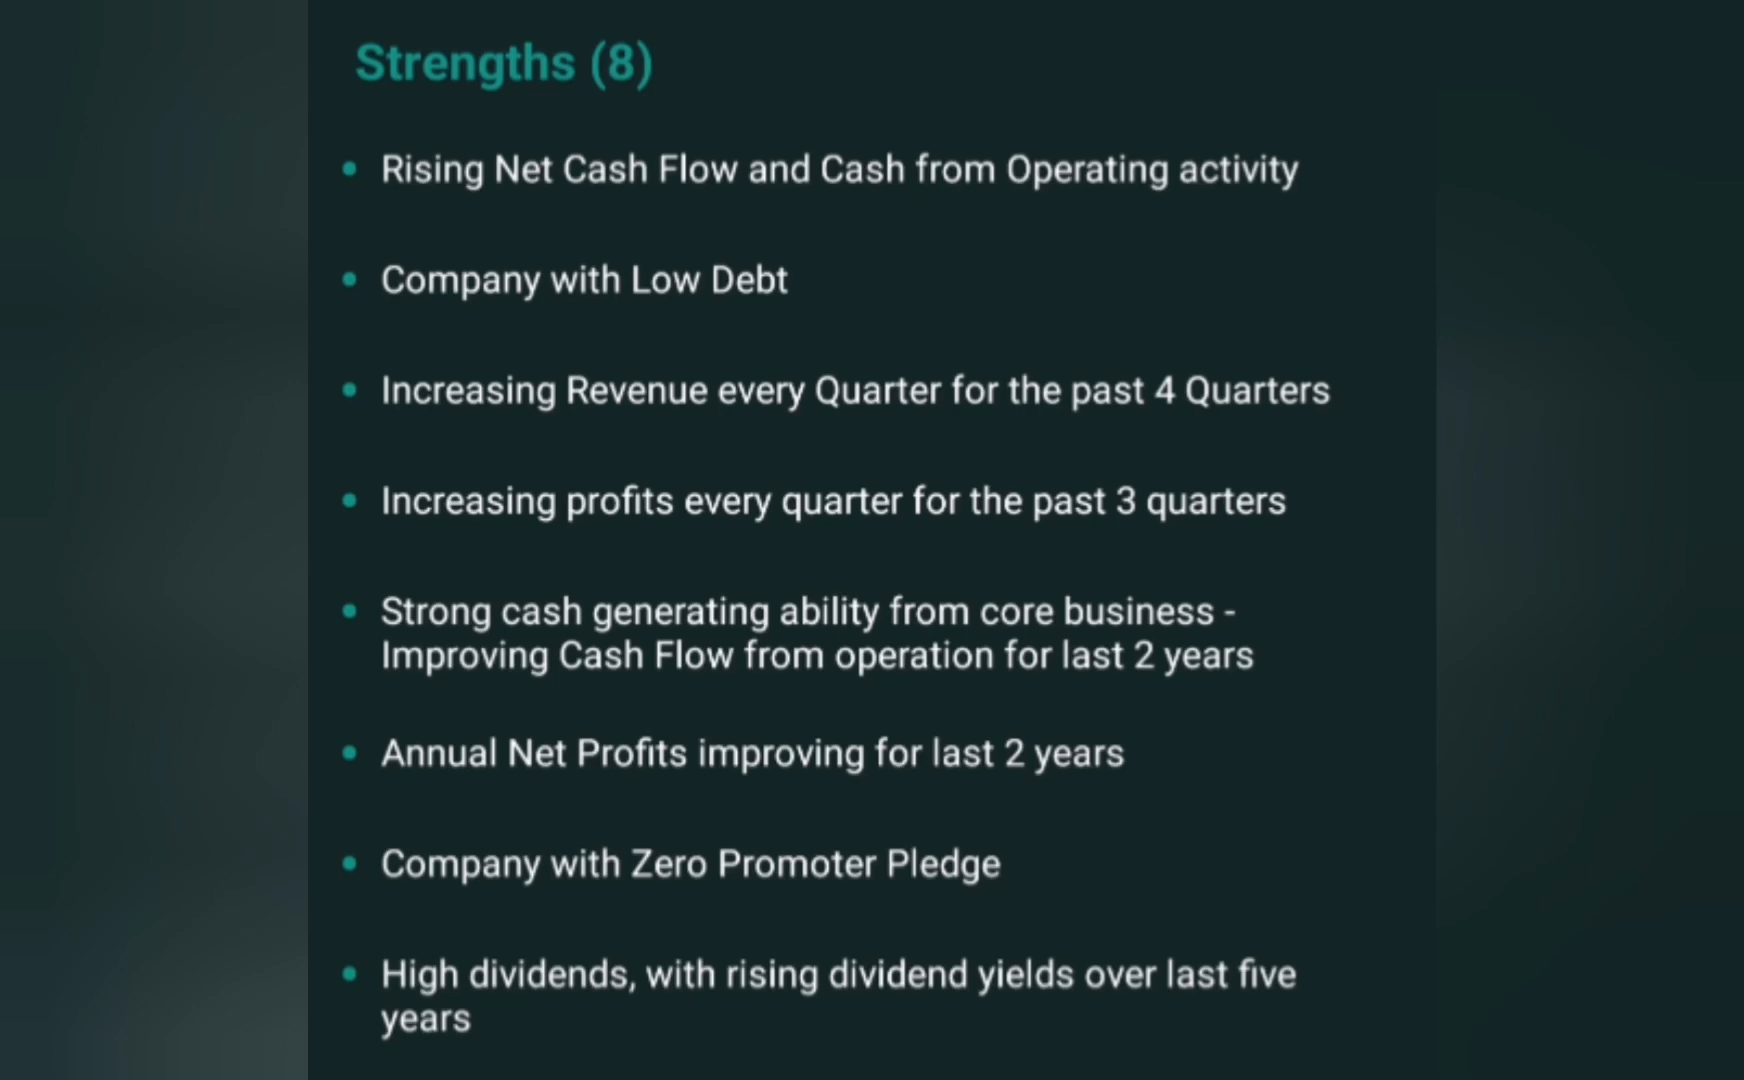 Strengths (8)
• Rising Net Cash Flow and Cash from Operating activity
• Company with Low Debt
• Increasing Revenue every Quarter for the past 4 Quarters
• Increasing profits every quarter for the past 3 quarters
• Strong cash generating ability from core business -
Improving Cash Flow from operation for last 2 years
• Annual Net Profits improving for last 2 years
• Company with Zero Promoter Pledge
• High dividends, with rising dividend yields over last five
years